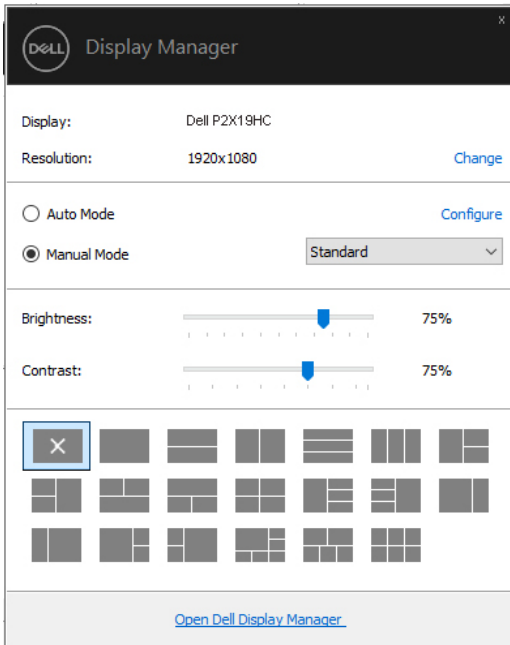 x
DELL Display Manager
Display: Dell P2X19HC
Resolution: 1920x1080 Change
Auto Mode Configure
Manual Mode Standard
Brightness: 75%
Contrast: 75%
Open Dell Display Manager